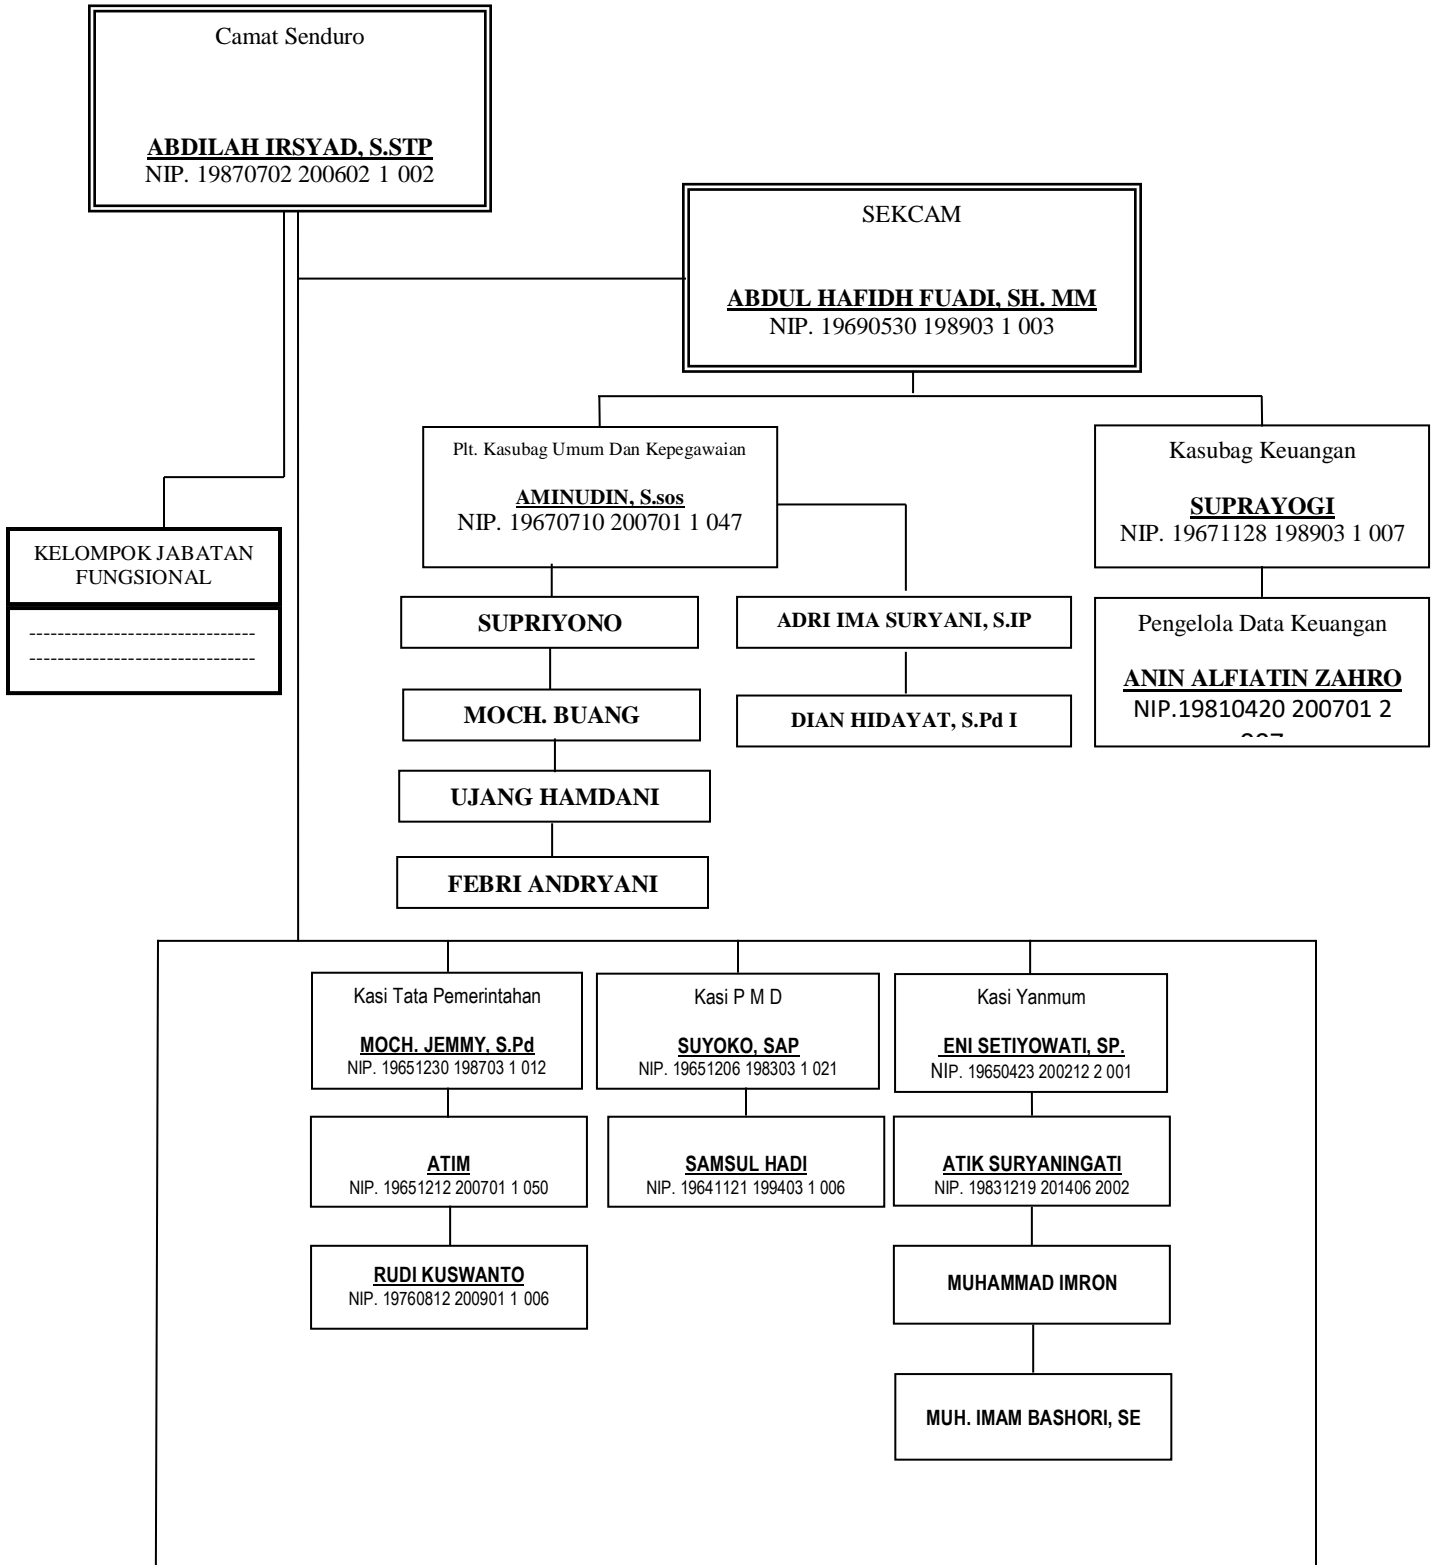 Camat Senduro
ABDILAH IRSYAD, S.STP
NIP. 19870702 200602 1 002
SEKCAM
ABDUL HAFIDH FUADI, SH. MM
NIP. 19690530 198903 1 003
Plt. Kasubag Umum Dan Kepegawaian
AMINUDIN, S.sos
NIP. 19670710 200701 1 047
Kasubag Keuangan
SUPRAYOGI
NIP. 19671128 198903 1 007
KELOMPOK JABATAN
FUNGSIONAL
--------------------------------
--------------------------------
SUPRIYONO
MOCH. BUANG
UJANG HAMDANI
FEBRI ANDRYANI
ADRI IMA SURYANI, S.IP
DIAN HIDAYAT, S.Pd I
Pengelola Data Keuangan
ANIN ALFIATIN ZAHRO
NIP.19810420 200701 2
Kasi Tata Pemerintahan
MOCH. JEMMY, S.Pd
NIP. 19651230 198703 1 012
ATIM
NIP. 19651212 200701 1 050
RUDI KUSWANTO
NIP. 19760812 200901 1 006
Kasi P M D
SUYOKO, SAP
NIP. 19651206 198303 1 021
SAMSUL HADI
NIP. 19641121 199403 1 006
Kasi Yanmum
ENI SETIYOWATI, SP.
NIP. 19650423 200212 2 001
ATIK SURYANINGATI
NIP. 19831219 201406 2002
MUHAMMAD IMRON
MUH. IMAM BASHORI, SE